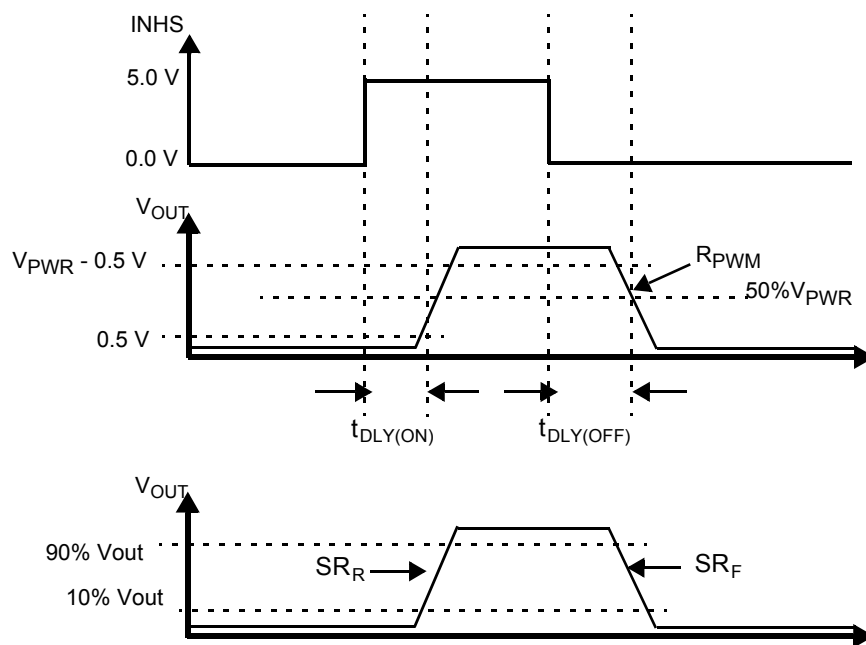 INHS
5.0 V
0.0 V
VOUT
VPWR - 0.5 V
RPWM
50%VPWR
0.5 V
tDLY(ON)
tDLY(OFF)
VOUT
90% Vout
SRR
SRF
10% Vout